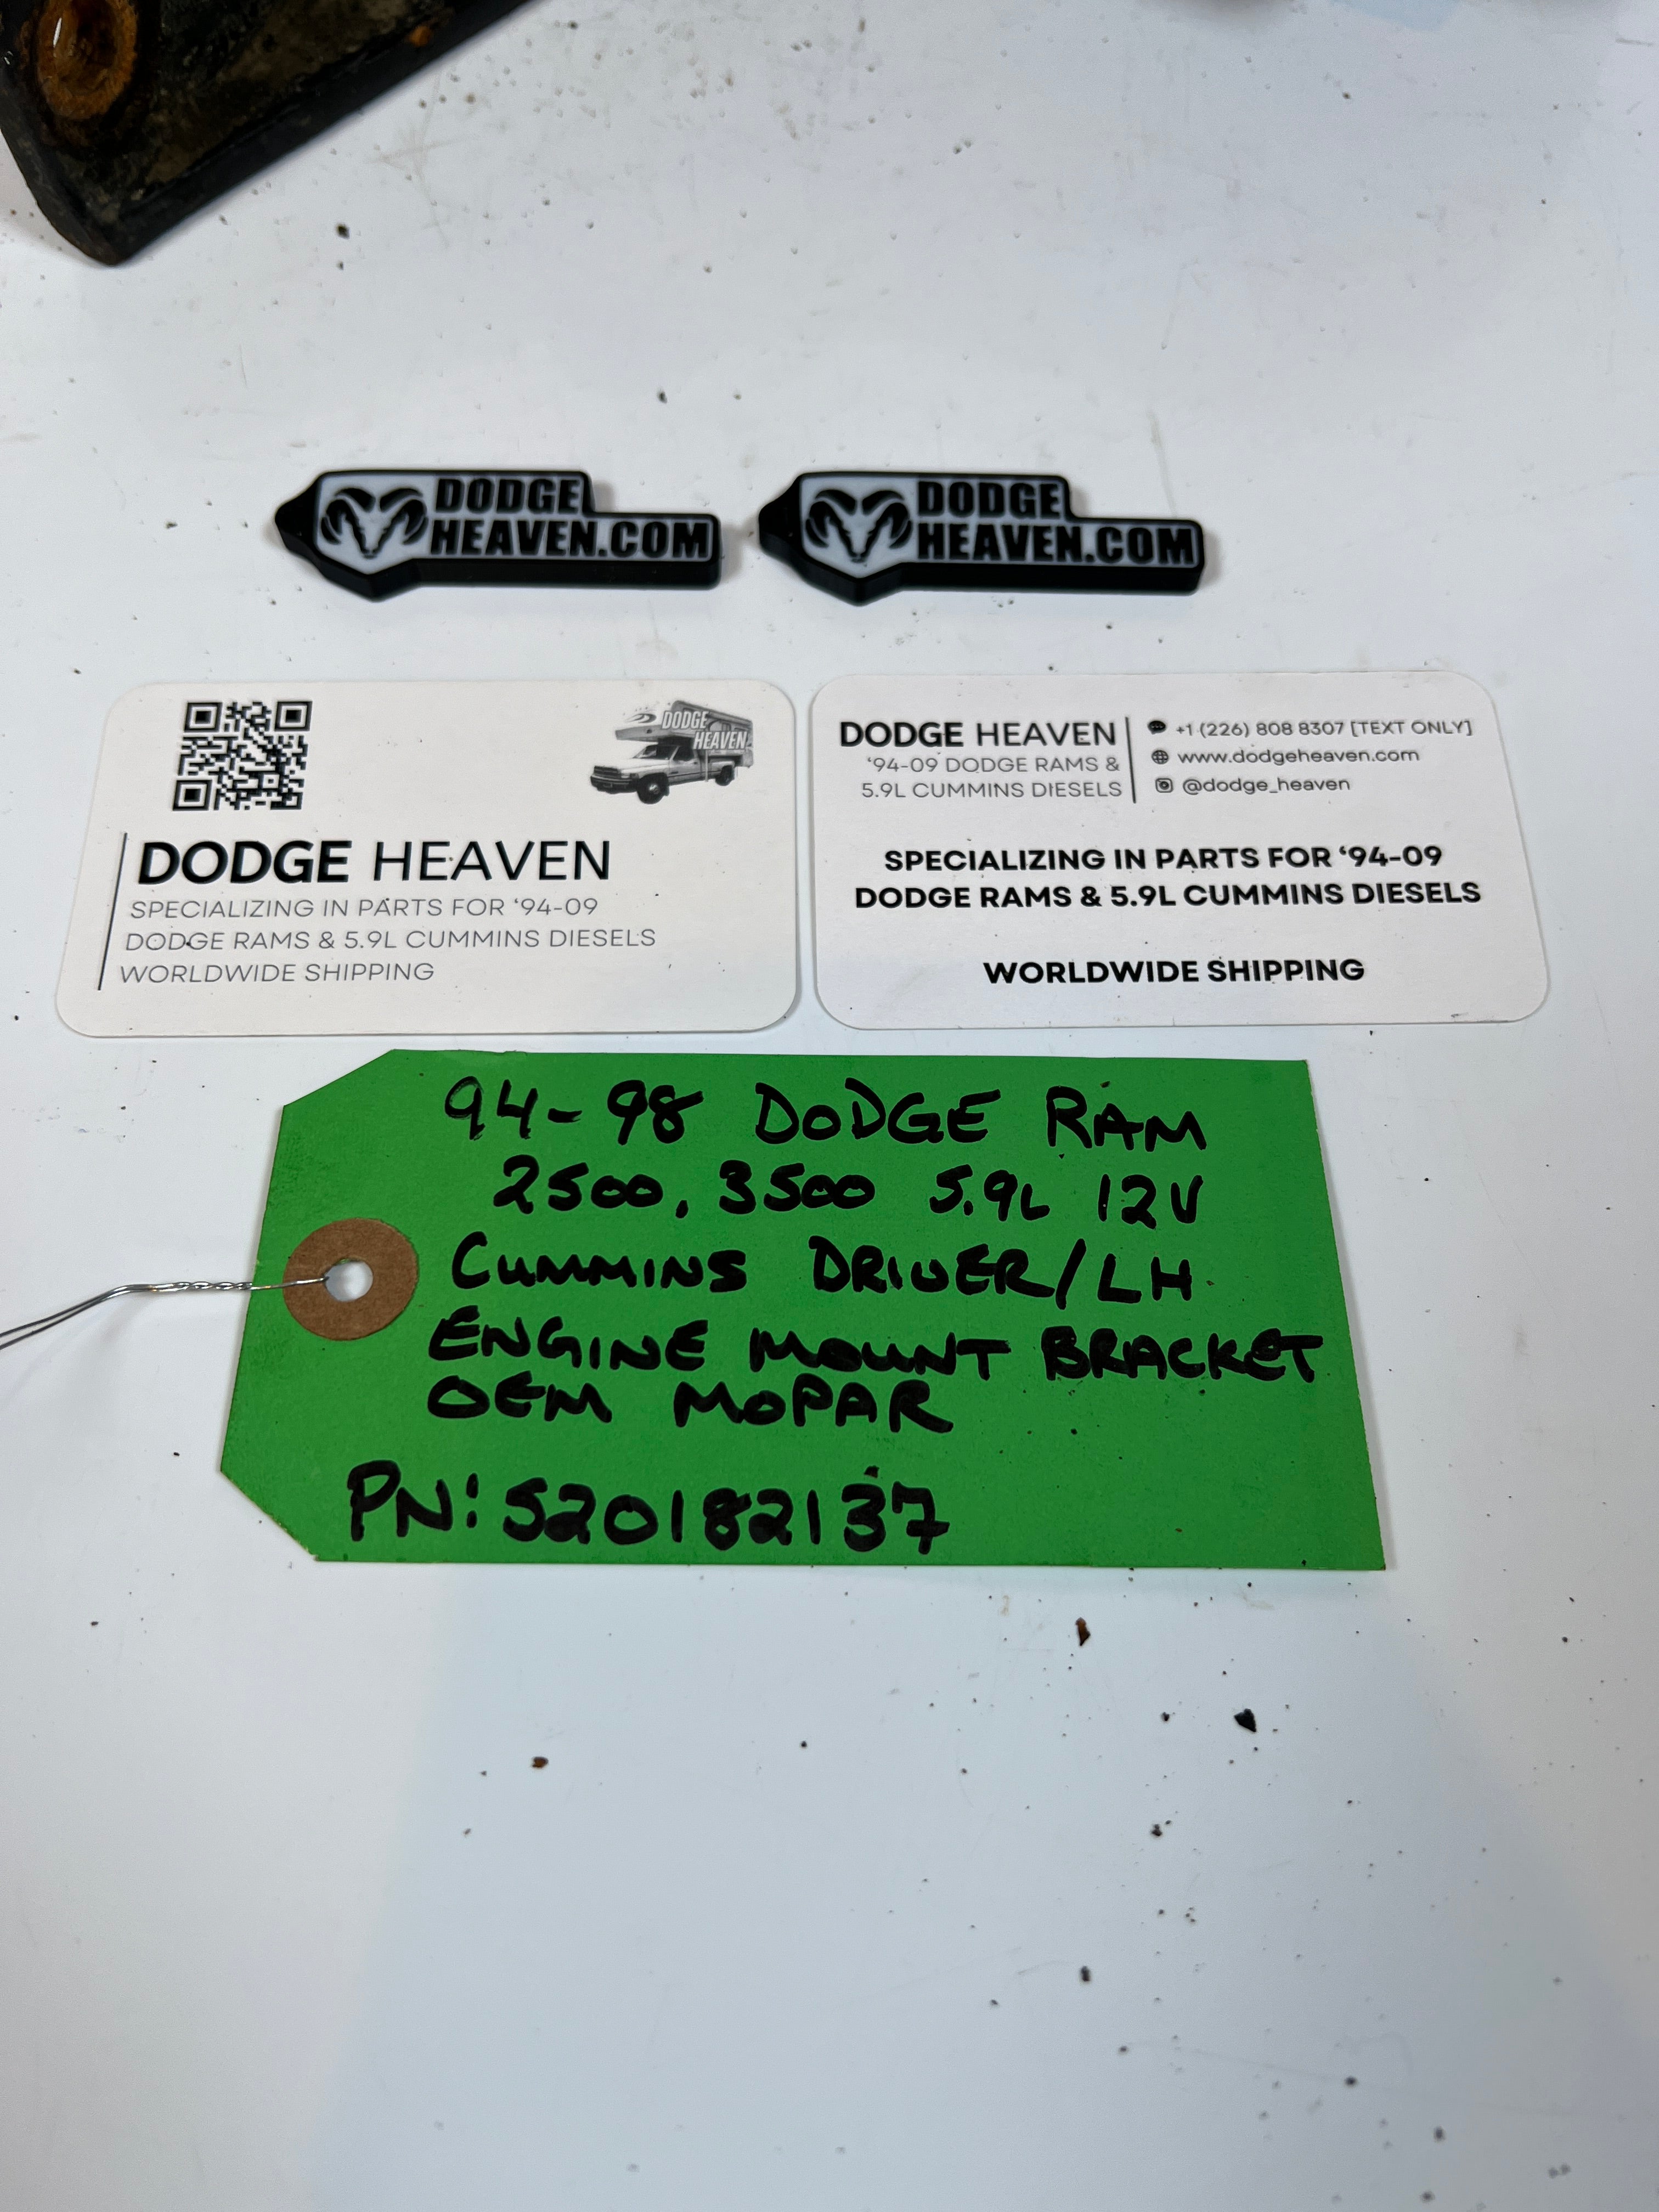 DODGE
HEAVEN.COM
DODGE
HEAVEN.COM
DODGE
HEAVEN
DODGE HEAVEN
SPECIALIZING IN PARTS FOR ‘94-09
DODGE RAMS & 5.9L CUMMINS DIESELS
WORLDWIDE SHIPPING
DODGE HEAVEN
‘94-09 DODGE RAMS &
5.9L CUMMINS DIESELS
+1 (226) 808 8307 [TEXT ONLY]
www.dodgeheaven.com
@dodge_heaven
SPECIALIZING IN PARTS FOR ‘94-09
DODGE RAMS & 5.9L CUMMINS DIESELS
WORLDWIDE SHIPPING
94-98 DODGE RAM
2500, 3500 5.9L 12V
CUMMINS DRIVER/LH
ENGINE MOUNT BRACKET
OEM MOPAR
PN: 520182137